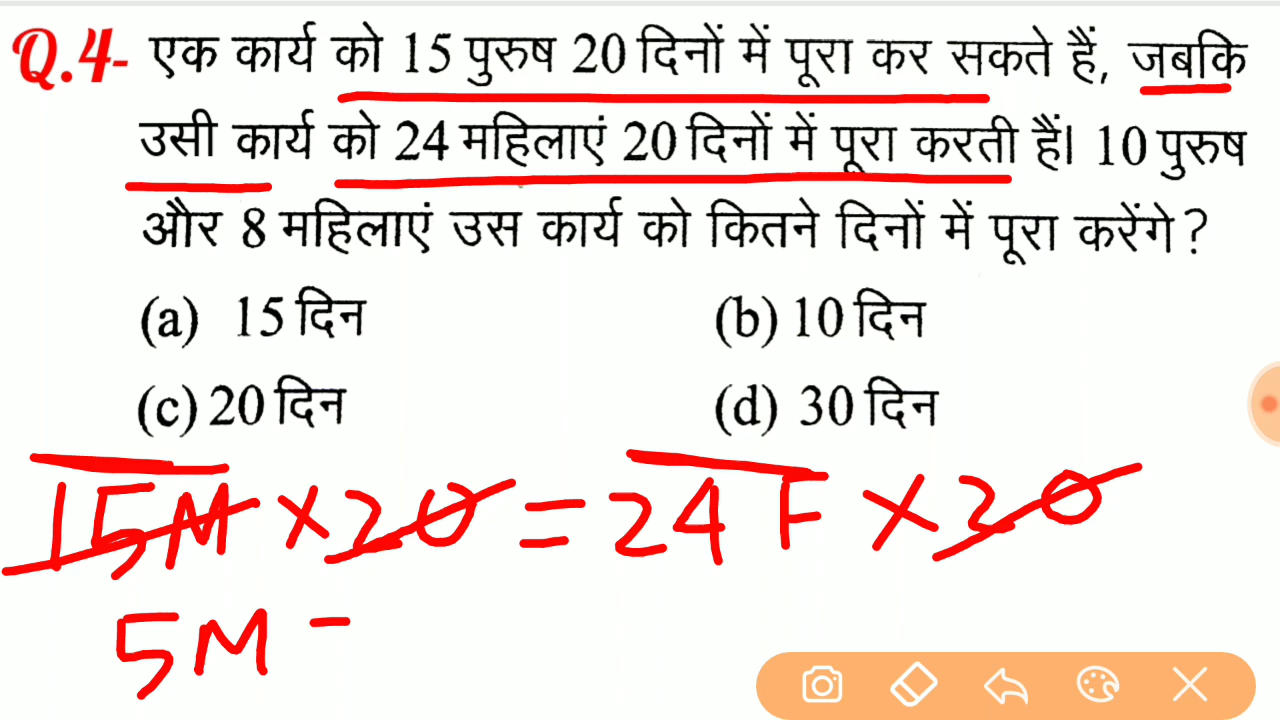 Q.4- एक कार्य को 15 पुरुष 20 दिनों में पूरा कर सकते हैं, जबकि
उसी कार्य को 24 महिलाएं 20 दिनों में पूरा करती हैं। 10 पुरुष
और 8 महिलाएं उस कार्य को कितने दिनों में पूरा करेंगे?
(a) 15 दिन (b) 10 दिन
(c) 20 दिन (d) 30 दिन
15M × 20 = 24 F × 20
5M -